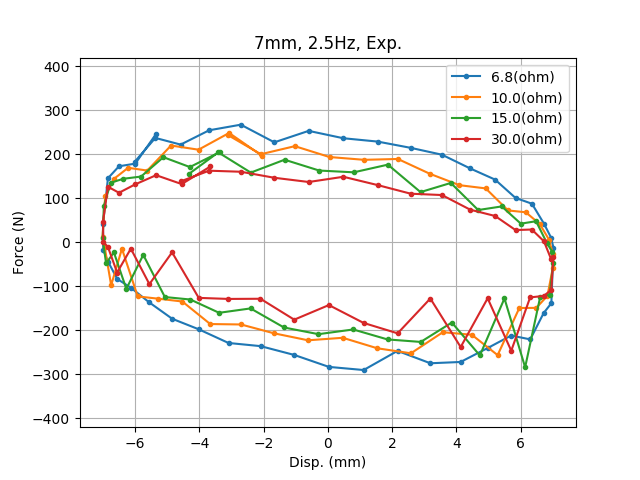 7mm, 2.5Hz, Exp.
6.8(ohm)
10.0(ohm)
15.0(ohm)
30.0(ohm)
Force (N)
400
300
200
100
0
−100
−200
−300
−400
−6 −4 −2 0 2 4 6
Disp. (mm)